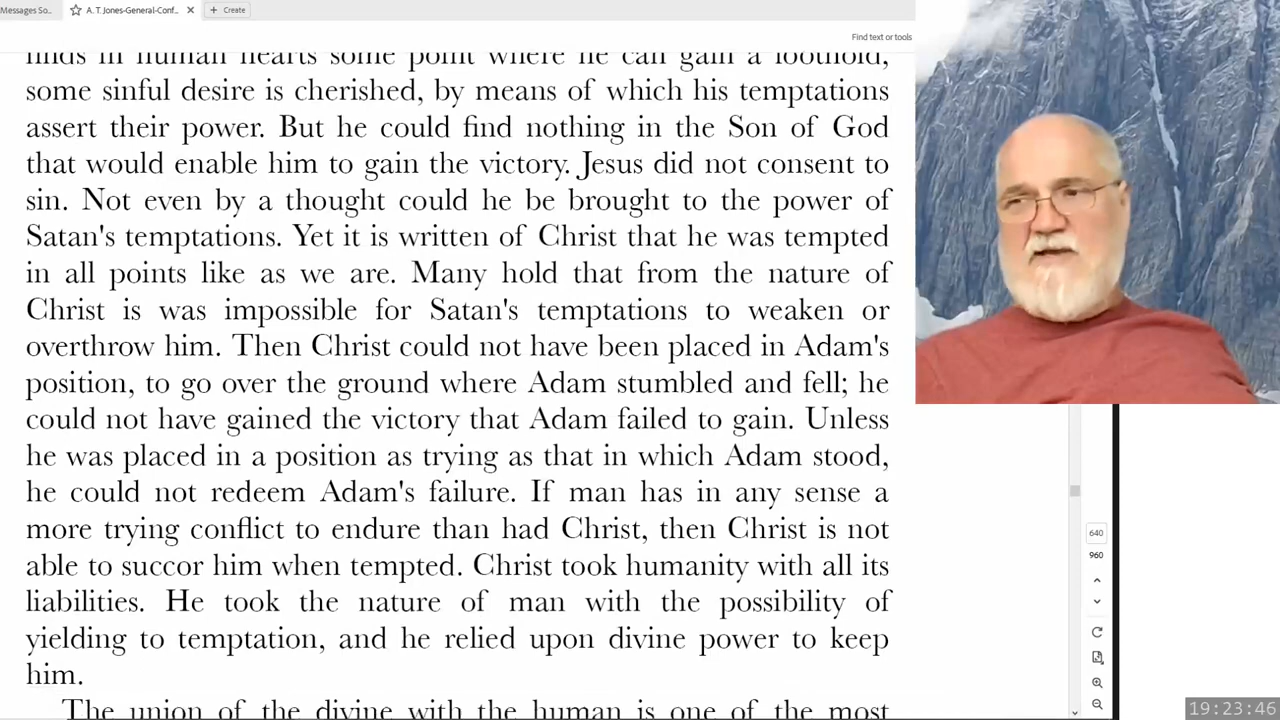 Messages So...
A. T. Jones-General-Conf...
+ Create
Find text or tools
finds in human hearts some point where he can gain a foothold,
some sinful desire is cherished, by means of which his temptations
assert their power. But he could find nothing in the Son of God
that would enable him to gain the victory. Jesus did not consent to
sin. Not even by a thought could he be brought to the power of
Satan's temptations. Yet it is written of Christ that he was tempted
in all points like as we are. Many hold that from the nature of
Christ is was impossible for Satan's temptations to weaken or
overthrow him. Then Christ could not have been placed in Adam's
position, to go over the ground where Adam stumbled and fell; he
could not have gained the victory that Adam failed to gain. Unless
he was placed in a position as trying as that in which Adam stood,
he could not redeem Adam's failure. If man has in any sense a
more trying conflict to endure than had Christ, then Christ is not
able to succor him when tempted. Christ took humanity with all its
liabilities. He took the nature of man with the possibility of
yielding to temptation, and he relied upon divine power to keep
him.
The union of the divine with the human is one of the most
640
960
19:23:46